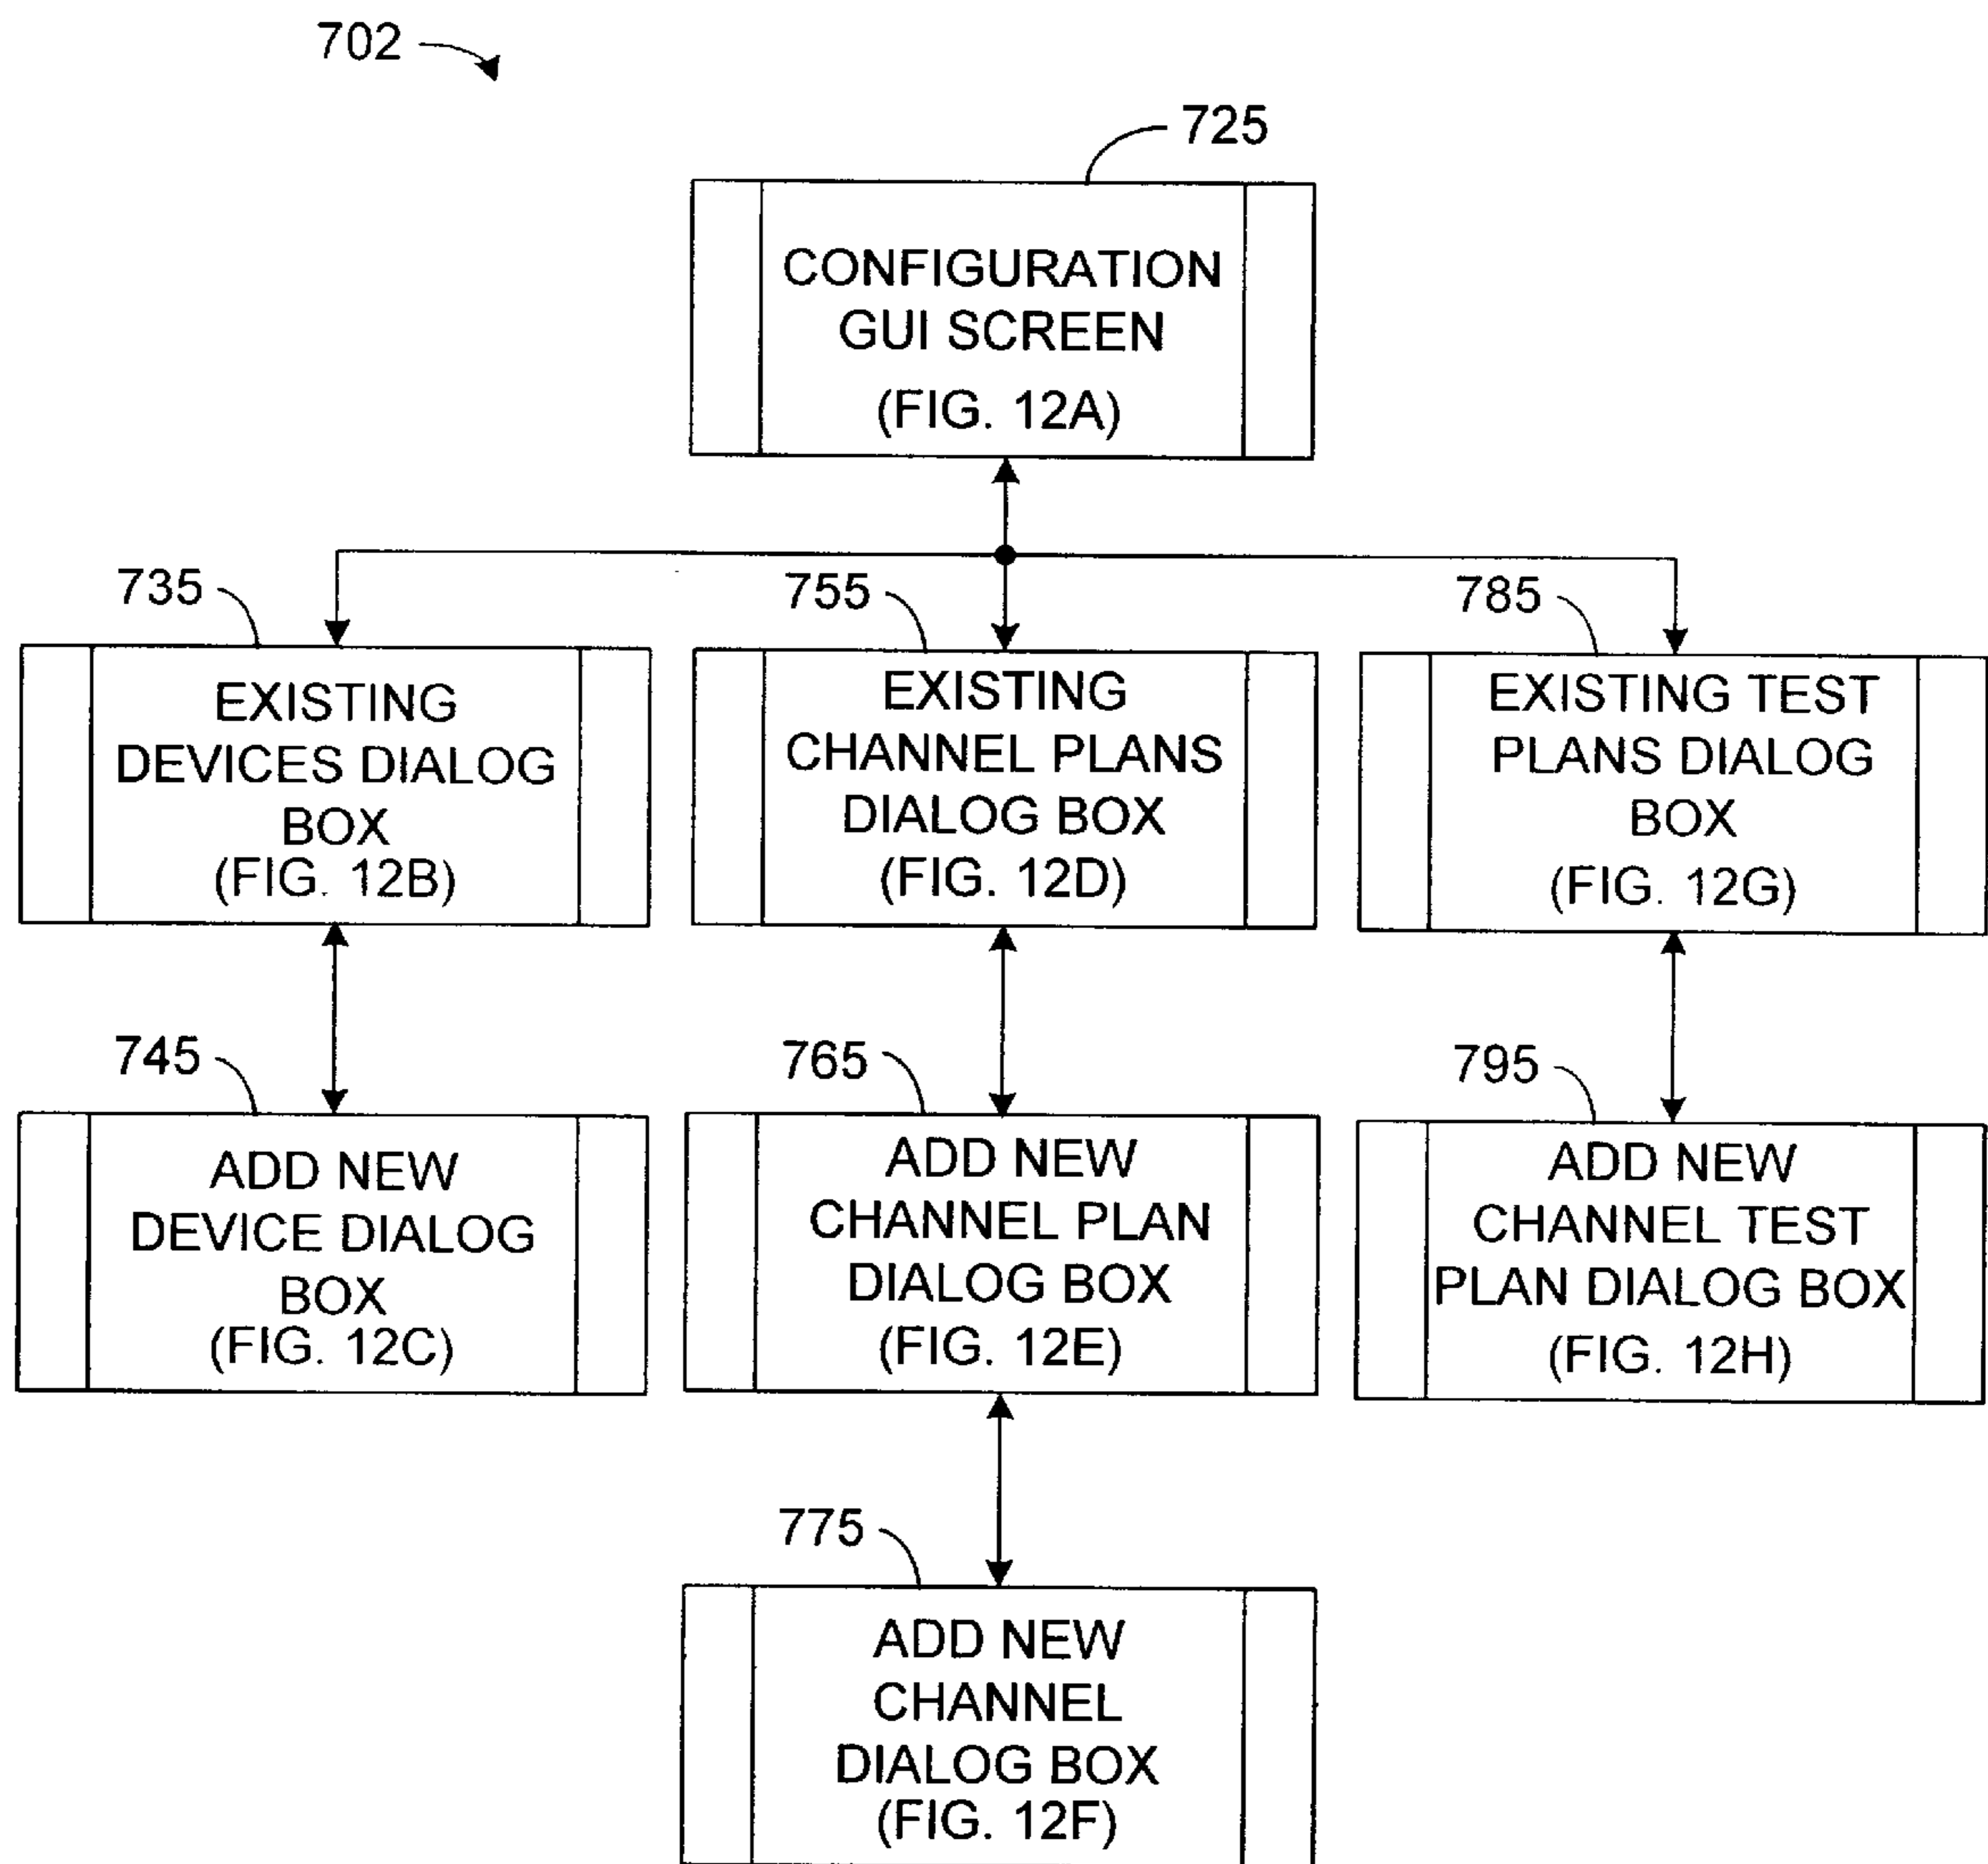 702
725
CONFIGURATION
GUI SCREEN
(FIG. 12A)
735
EXISTING
DEVICES DIALOG
BOX
(FIG. 12B)
755
EXISTING
CHANNEL PLANS
DIALOG BOX
(FIG. 12D)
785
EXISTING TEST
PLANS DIALOG
BOX
(FIG. 12G)
745
ADD NEW
DEVICE DIALOG
BOX
(FIG. 12C)
765
ADD NEW
CHANNEL PLAN
DIALOG BOX
(FIG. 12E)
795
ADD NEW
CHANNEL TEST
PLAN DIALOG BOX
(FIG. 12H)
775
ADD NEW
CHANNEL
DIALOG BOX
(FIG. 12F)